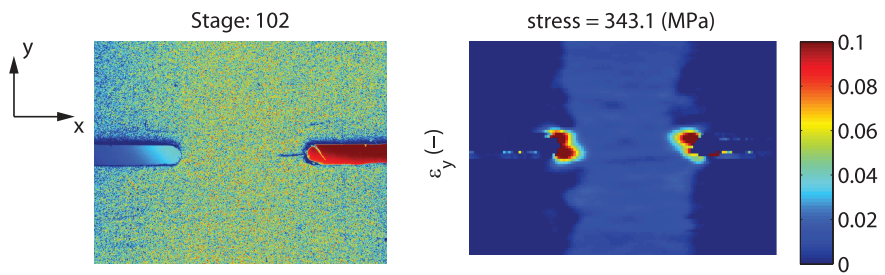 Stage: 102
stress = 343.1 (MPa)
y
x
εy (−)
0.1
0.08
0.06
0.04
0.02
0